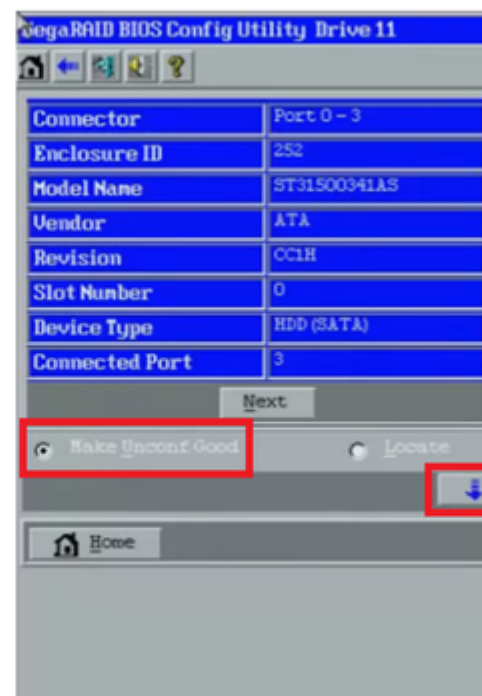 MegaRAID BIOS Config Utility Drive 11
Connector Port 0 - 3
Enclosure ID 252
Model Name ST31500341AS
Vendor ATA
Revision CC1H
Slot Number 0
Device Type HDD (SATA)
Connected Port 3
Next
Make Unconf Good Locate
Home